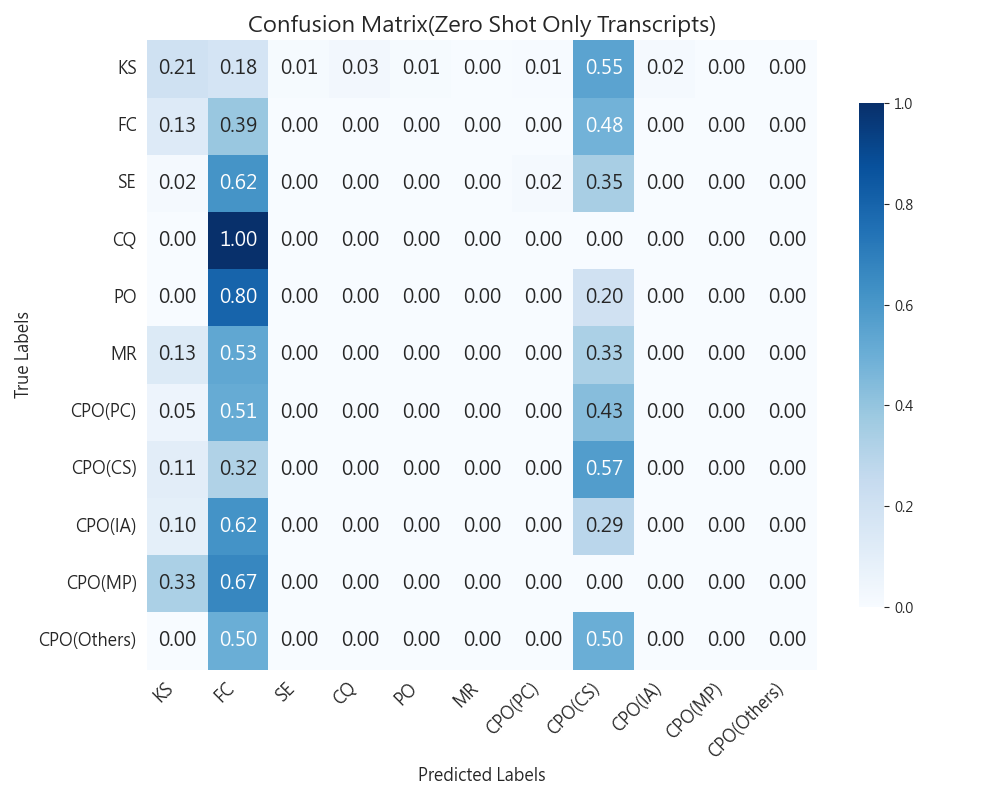 Confusion Matrix(Zero Shot Only Transcripts)
KS 0.21 0.18 0.01 0.03 0.01 0.00 0.01 0.55 0.02 0.00 0.00
FC 0.13 0.39 0.00 0.00 0.00 0.00 0.00 0.48 0.00 0.00 0.00
SE 0.02 0.62 0.00 0.00 0.00 0.00 0.02 0.35 0.00 0.00 0.00
CQ 0.00 1.00 0.00 0.00 0.00 0.00 0.00 0.00 0.00 0.00 0.00
PO 0.00 0.80 0.00 0.00 0.00 0.00 0.00 0.20 0.00 0.00 0.00
MR 0.13 0.53 0.00 0.00 0.00 0.00 0.00 0.33 0.00 0.00 0.00
CPO(PC) 0.05 0.51 0.00 0.00 0.00 0.00 0.00 0.43 0.00 0.00 0.00
CPO(CS) 0.11 0.32 0.00 0.00 0.00 0.00 0.00 0.57 0.00 0.00 0.00
CPO(IA) 0.10 0.62 0.00 0.00 0.00 0.00 0.00 0.29 0.00 0.00 0.00
CPO(MP) 0.33 0.67 0.00 0.00 0.00 0.00 0.00 0.00 0.00 0.00 0.00
CPO(Others) 0.00 0.50 0.00 0.00 0.00 0.00 0.00 0.50 0.00 0.00 0.00
KS FC SE CQ PO MR CPO(PC) CPO(CS) CPO(IA) CPO(MP) CPO(Others)
Predicted Labels
True Labels
1.0
0.8
0.6
0.4
0.2
0.0